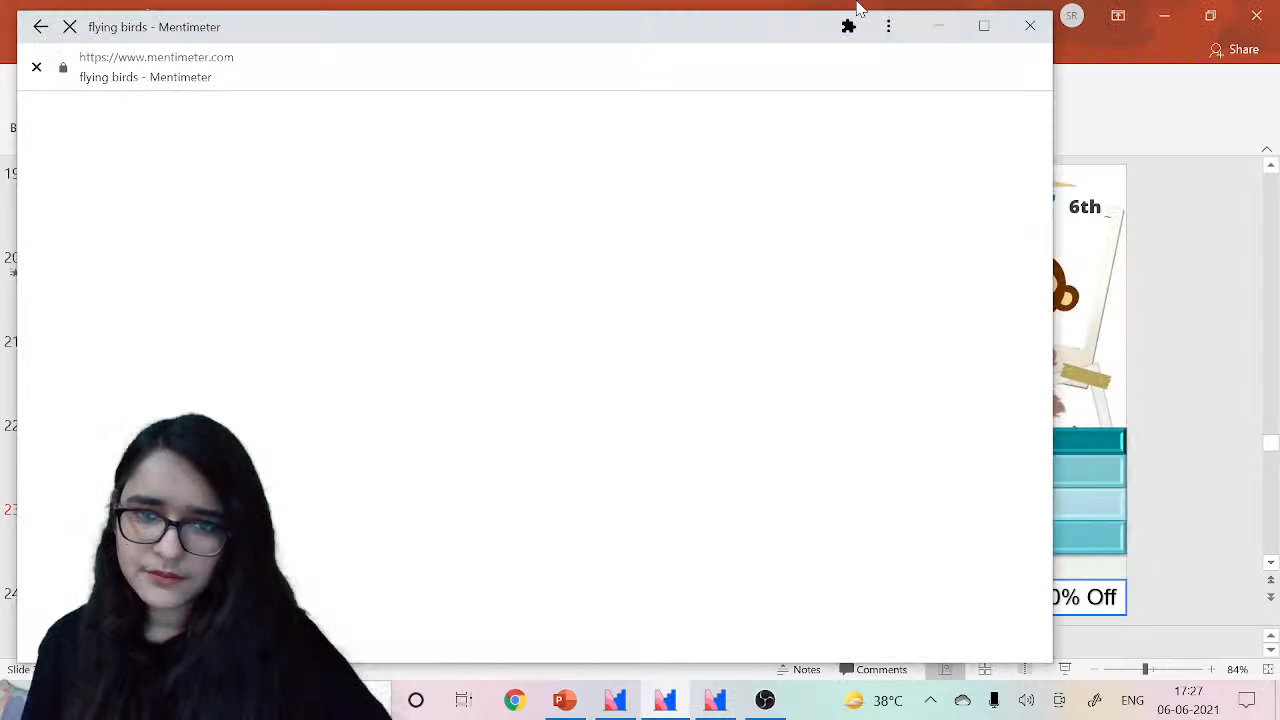 flying birds - Mentimeter
SR
https://www.mentimeter.com
flying birds - Mentimeter
Share
6th
0% Off
Slide
Notes
Comments
84%
38°C
ENG
17:27
06-06-2021